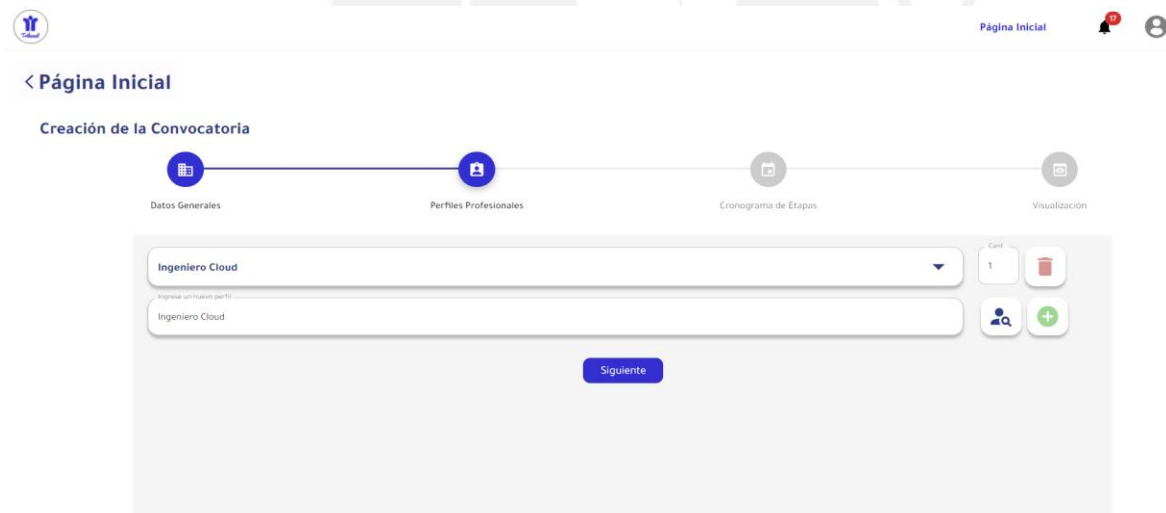 Talhunt
Página Inicial
17
Página Inicial
Creación de la Convocatoria
Datos Generales
Perfiles Profesionales
Cronograma de Etapas
Visualizacion
Ingeniero Cloud
Cant
1
Ingrese un nuevo perfil
Ingeniero Cloud
Siguiente